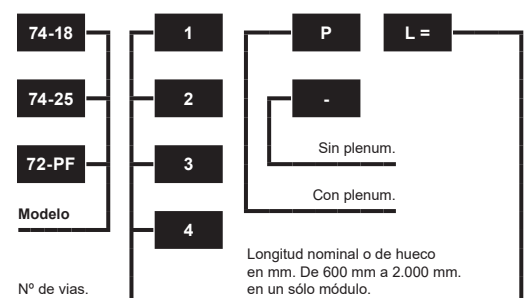 74-18 1 P L =
74-25 2 -
Sin plenum.
72-PF 3
Con plenum.
Modelo
4
Longitud nominal o de hueco
en mm. De 600 mm a 2.000 mm.
Nº de vias. en un sólo módulo.